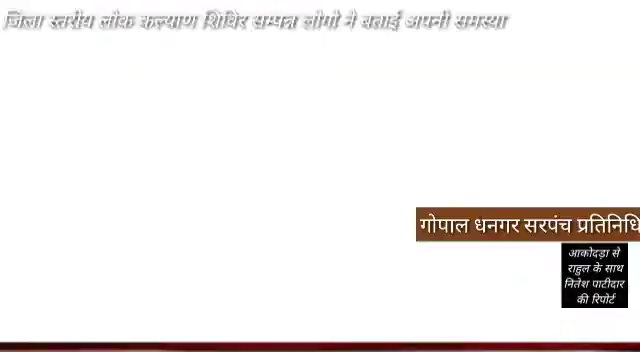 जिला स्तरीय लोक कल्याण शिविर सम्पन्न लोगों ने बताई अपनी समस्या
गोपाल धनगर सरपंच प्रतिनिधि
आकोदड़ा से
राहुल के साथ
नितेश पाटीदार
की रिपोर्ट